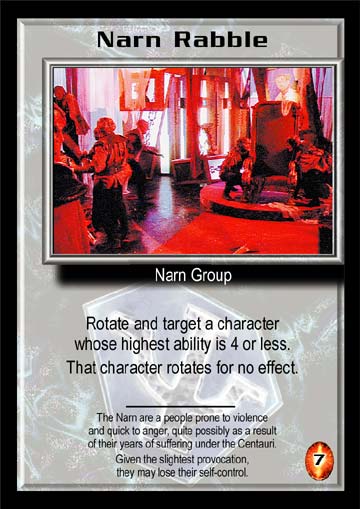 Narn Rabble
Narn Group
Rotate and target a character
whose highest ability is 4 or less.
That character rotates for no effect.
The Narn are a people prone to violence
and quick to anger, quite possibly as a result
of their years of suffering under the Centauri.
Given the slightest provocation,
they may lose their self-control.
7